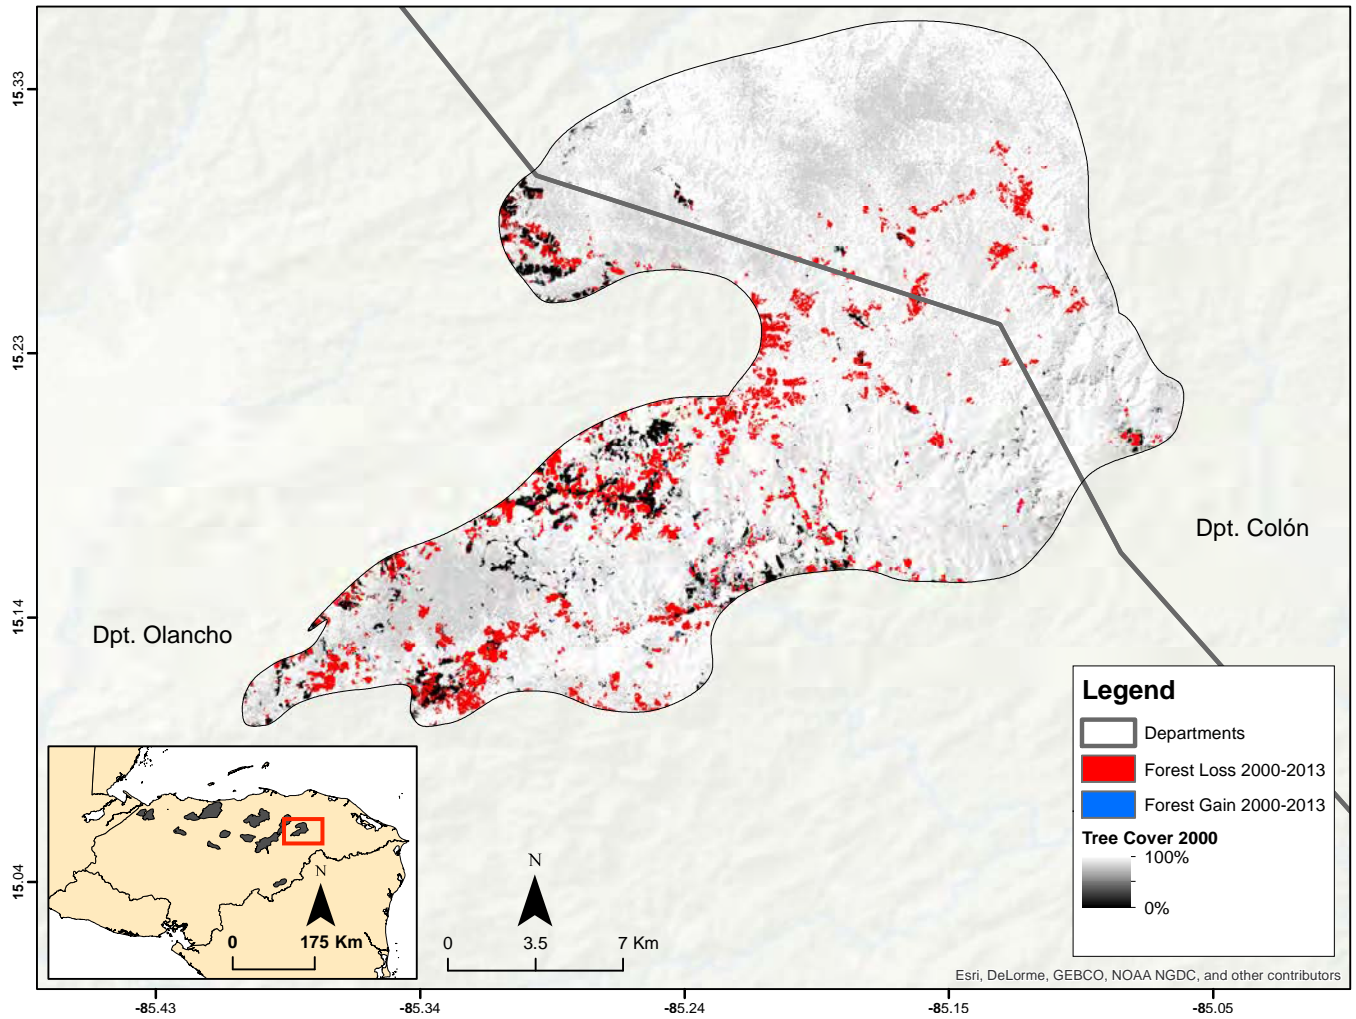 15.33
15.23
15.14
15.04
Dpt. Colón
Dpt. Olancho
Legend
Departments
Forest Loss 2000-2013
Forest Gain 2000-2013
Tree Cover 2000
100%
0%
N
0
175 Km
N
0
3.5
7 Km
Esri, DeLorme, GEBCO, NOAA NGDC, and other contributors
-85.43
-85.34
-85.24
-85.15
-85.05